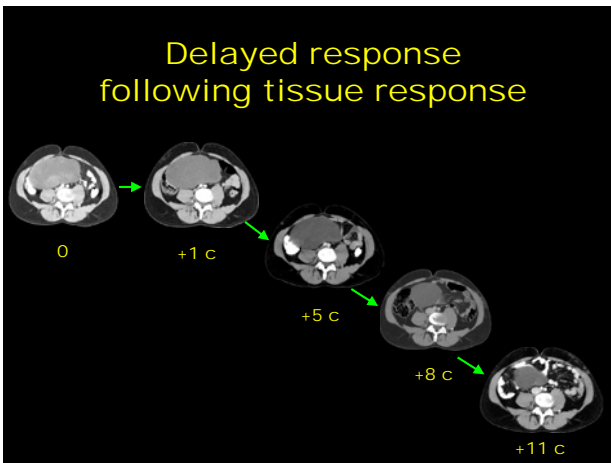 Delayed response
following tissue response
0
+1 c
+5 c
+8 c
+11 c